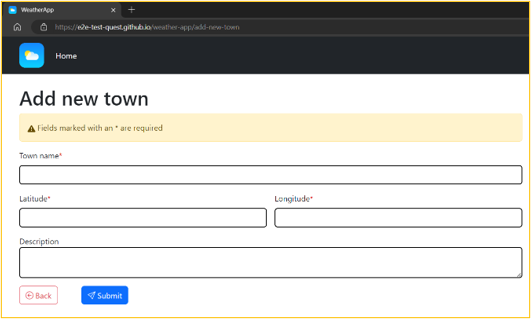 WeatherApp
https://e2e-test-quest.github.io/weather-app/add-new-town
Home
Add new town
Fields marked with an * are required
Town name*
Latitude* Longitude*
Description
Back Submit